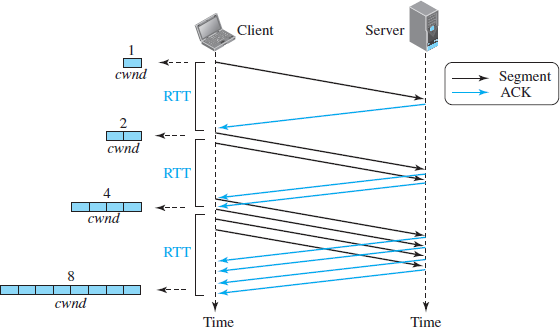 Client
Server
1
cwnd
Segment
ACK
RTT
2
cwnd
RTT
4
cwnd
RTT
8
cwnd
Time
Time